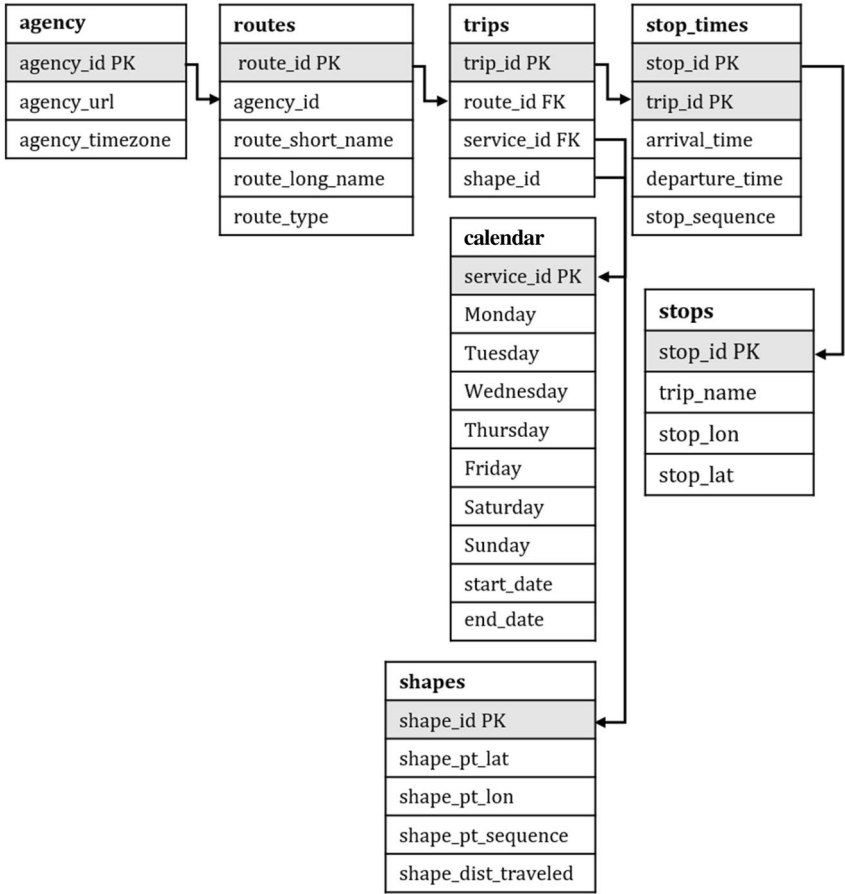 agency
agency_id PK
agency_url
agency_timezone
routes
route_id PK
agency_id
route_short_name
route_long_name
route_type
trips
trip_id PK
route_id FK
service_id FK
shape_id
stop_times
stop_id PK
trip_id PK
arrival_time
departure_time
stop_sequence
calendar
service_id PK
Monday
Tuesday
Wednesday
Thursday
Friday
Saturday
Sunday
start_date
end_date
stops
stop_id PK
trip_name
stop_lon
stop_lat
shapes
shape_id PK
shape_pt_lat
shape_pt_lon
shape_pt_sequence
shape_dist_traveled